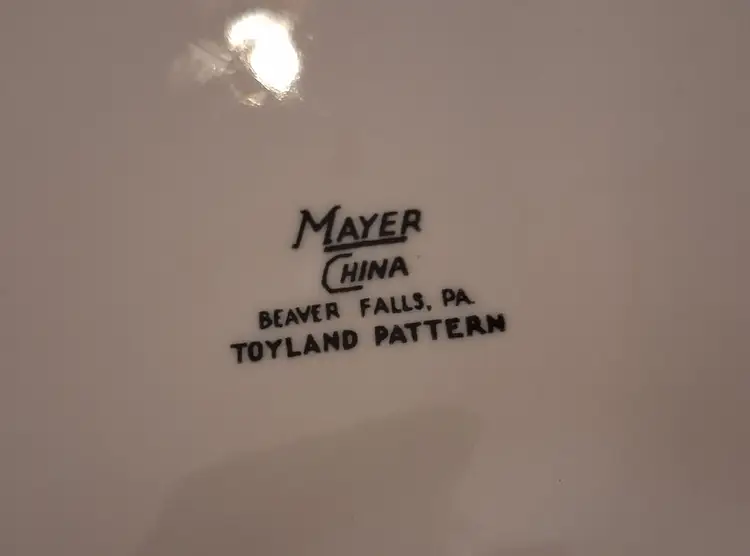 MAYER
CHINA
BEAVER FALLS, PA.
TOYLAND PATTERN